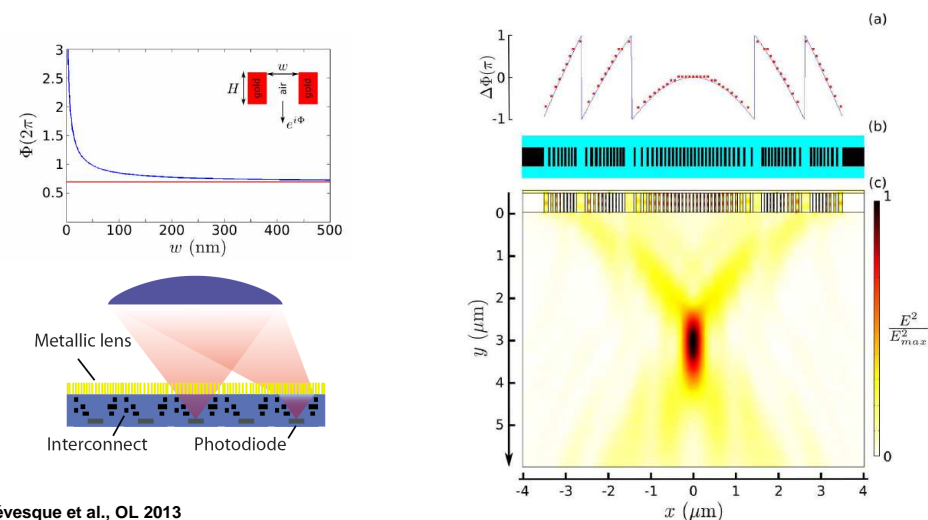 3
2.5
2
1.5
1
0.5
Φ(2π)
0 100 200 300 400 500
w (nm)
w
H
gold
air
gold
e^{iΦ}
Metallic lens
Interconnect
Photodiode
évesque et al., OL 2013
(a)
1
0
-1
ΔΦ(π)
(b)
(c)
0
1
2
3
4
5
y (μm)
-4 -3 -2 -1 0 1 2 3 4
x (μm)
1
0
E²
E²max